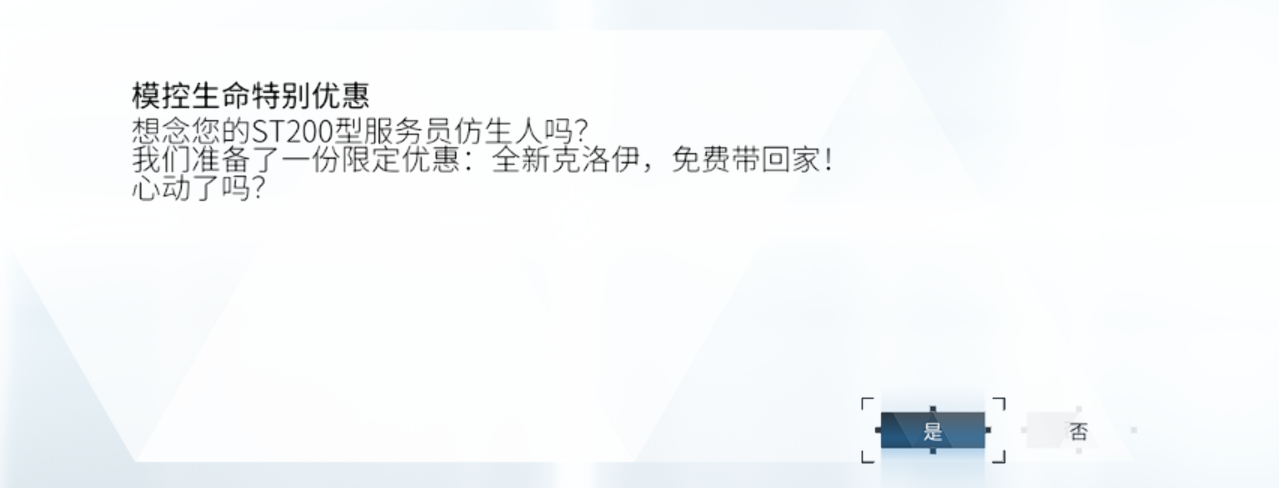 模控生命特别优惠
想念您的ST200型服务员仿生人吗？
我们准备了一份限定优惠：全新克洛伊，免费带回家！
心动了吗？
是
否